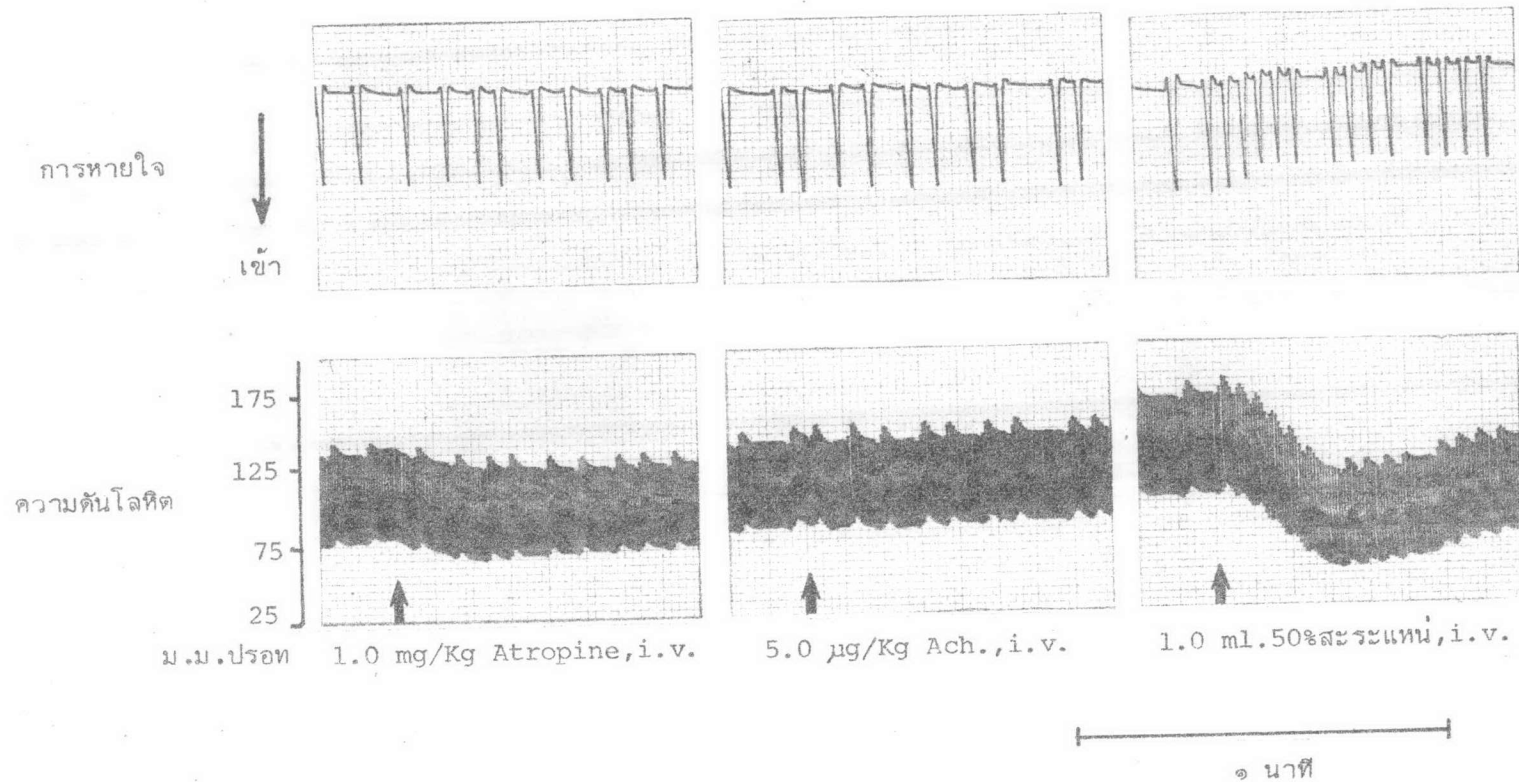 การหายใจ
เข้า
175
125
75
25
ความดันโลหิต
ม.ม.ปรอท
1.0 mg/Kg Atropine,i.v.
5.0 µg/Kg Ach.,i.v.
1.0 ml.50%สะระแหน่,i.v.
๑ นาที